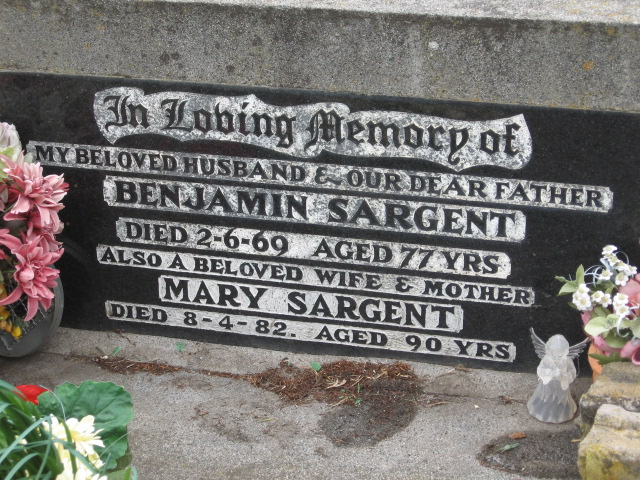 In Loving Memory of
MY BELOVED HUSBAND & OUR DEAR FATHER
BENJAMIN SARGENT
DIED 2-6-69 AGED 77 YRS
ALSO A BELOVED WIFE & MOTHER
MARY SARGENT
DIED 8-4-82. AGED 90 YRS